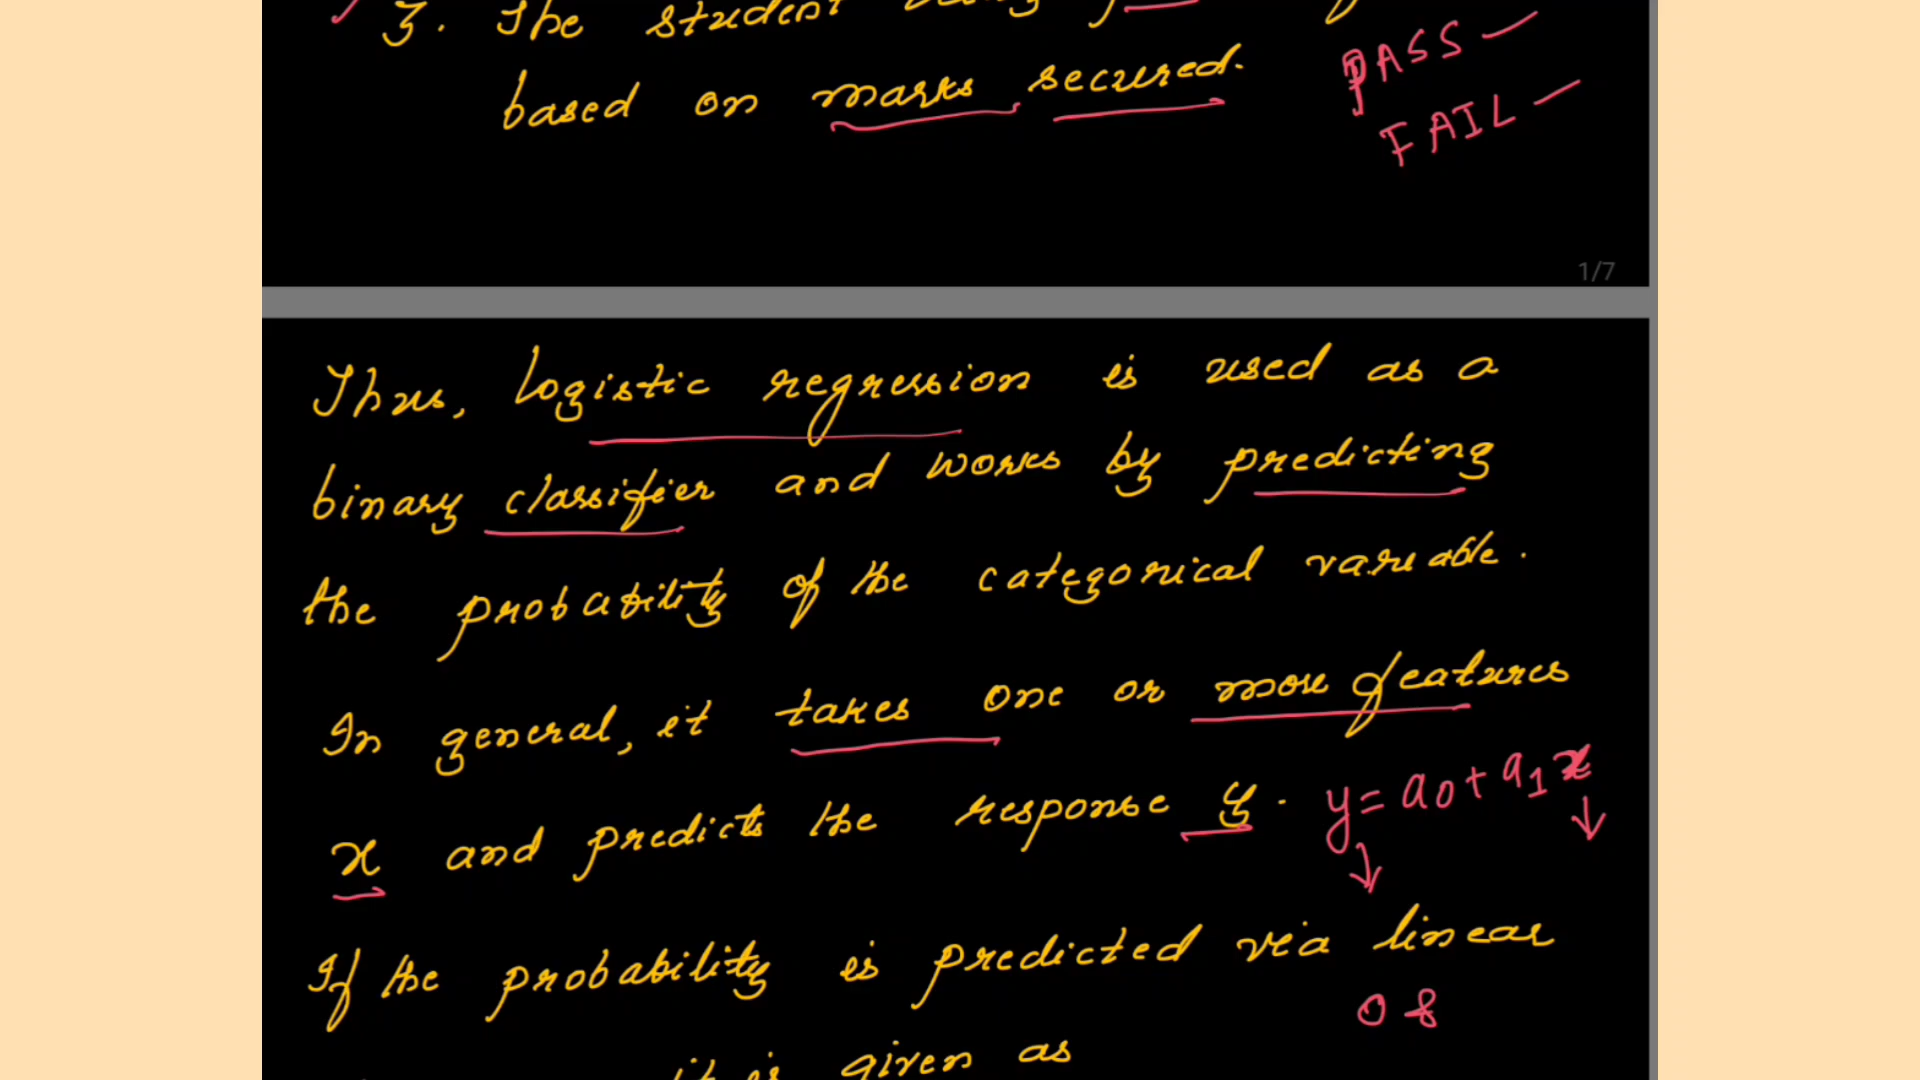 3. The student
based on marks secured.
PASS
FAIL
1/7
Thus, logistic regression is used as a
binary classifier and works by predicting
the probability of the categorical variable.
In general, it takes one or more features
x and predicts the response y. y = a0 + a1x
If the probability is predicted via linear
0 &
it is given as